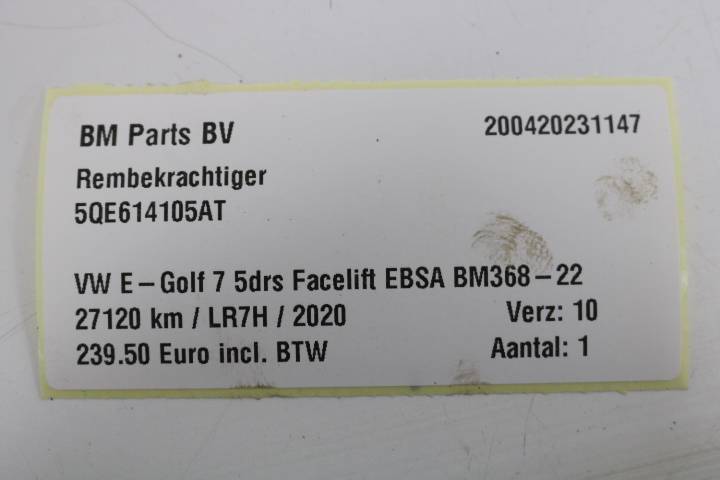 BM Parts BV 200420231147
Rembekrachtiger
5QE614105AT
VW E-Golf 7 5drs Facelift EBSA BM368-22
27120 km / LR7H / 2020 Verz: 10
239.50 Euro incl. BTW Aantal: 1